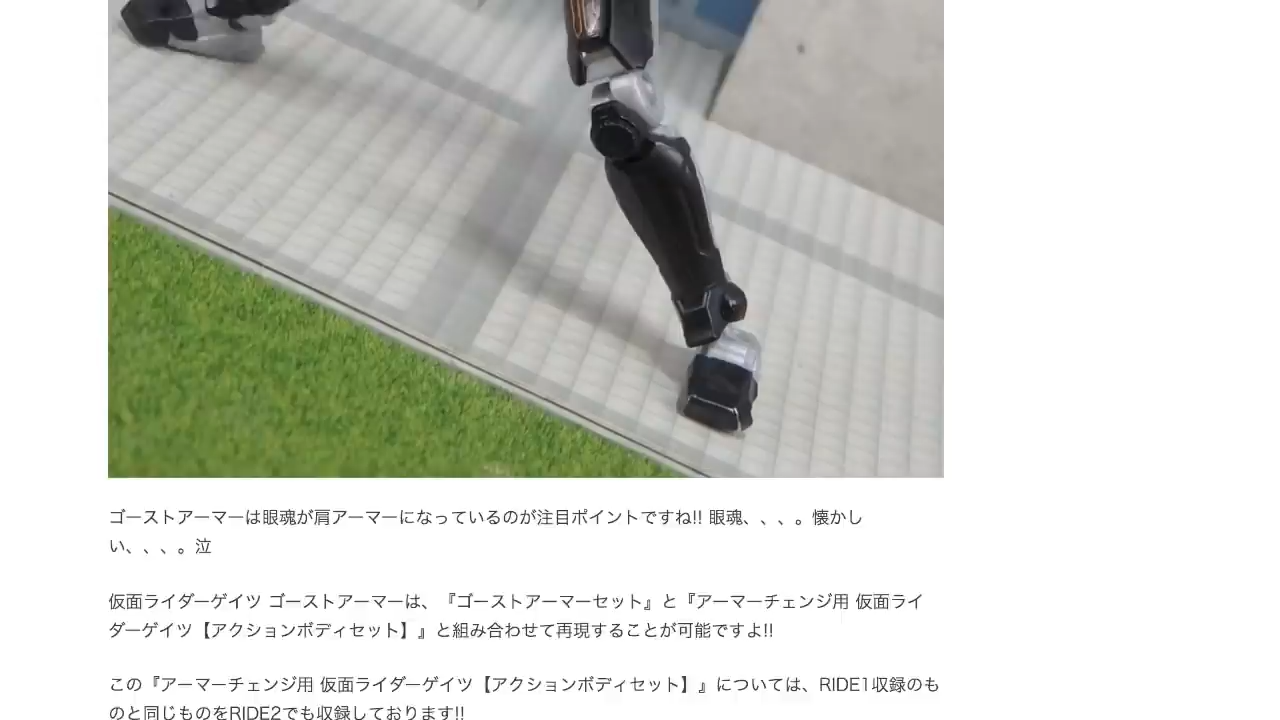 ゴーストアーマーは眼魂が肩アーマーになっているのが注目ポイントですね!! 眼魂、、、。懐かし
い、、、。泣
仮面ライダーゲイツ ゴーストアーマーは、『ゴーストアーマーセット』と『アーマーチェンジ用 仮面ライ
ダーゲイツ【アクションボディセット】』と組み合わせて再現することが可能ですよ!!
この『アーマーチェンジ用 仮面ライダーゲイツ【アクションボディセット】』については、RIDE1収録のも
のと同じものをRIDE2でも収録しております!!